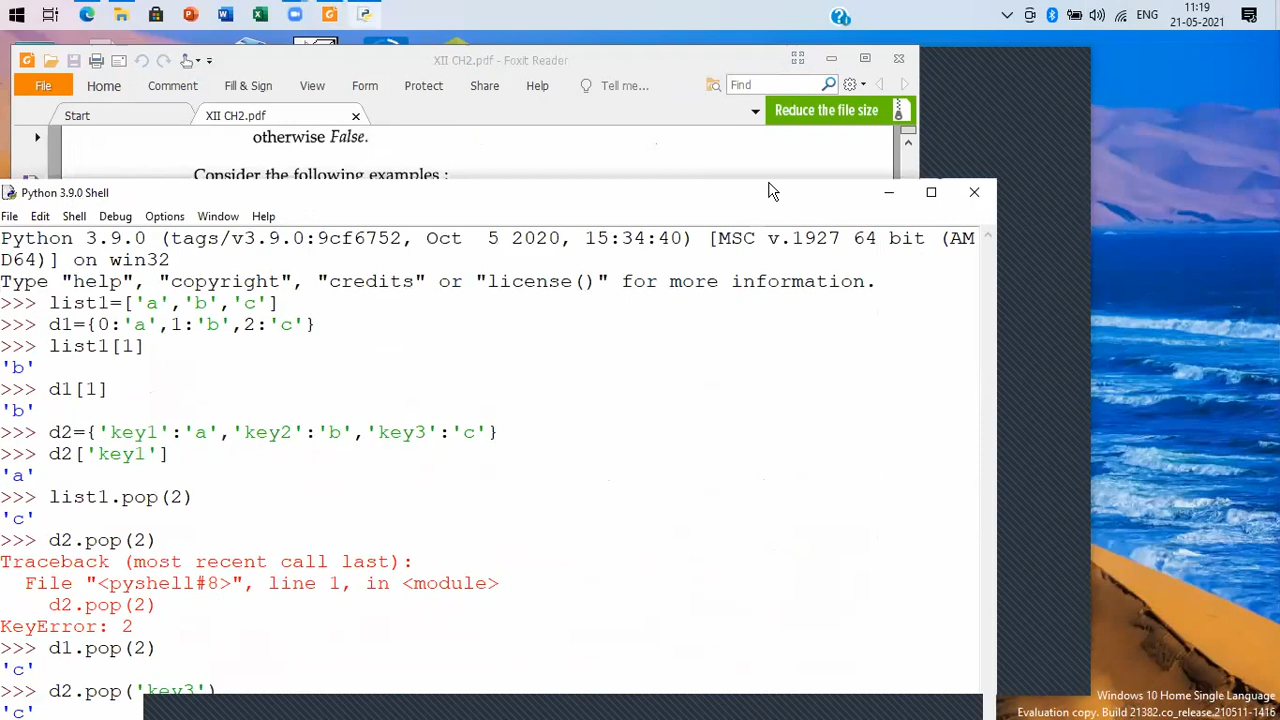 ENG
11:19
21-05-2021
XII CH2.pdf - Foxit Reader
File Home Comment Fill & Sign View Form Protect Share Help Tell me... Find
Start XII CH2.pdf
Reduce the file size
otherwise False.
Consider the following examples :
Python 3.9.0 Shell
File Edit Shell Debug Options Window Help
Python 3.9.0 (tags/v3.9.0:9cf6752, Oct  5 2020, 15:34:40) [MSC v.1927 64 bit (AM
D64)] on win32
Type "help", "copyright", "credits" or "license()" for more information.
>>> list1=['a','b','c']
>>> d1={0:'a',1:'b',2:'c'}
>>> list1[1]
'b'
>>> d1[1]
'b'
>>> d2={'key1':'a','key2':'b','key3':'c'}
>>> d2['key1']
'a'
>>> list1.pop(2)
'c'
>>> d2.pop(2)
Traceback (most recent call last):
  File "<pyshell#8>", line 1, in <module>
    d2.pop(2)
KeyError: 2
>>> d1.pop(2)
'c'
>>> d2.pop('key3')
'c'
Windows 10 Home Single Language
Evaluation copy. Build 21382.co_release.210511-1416